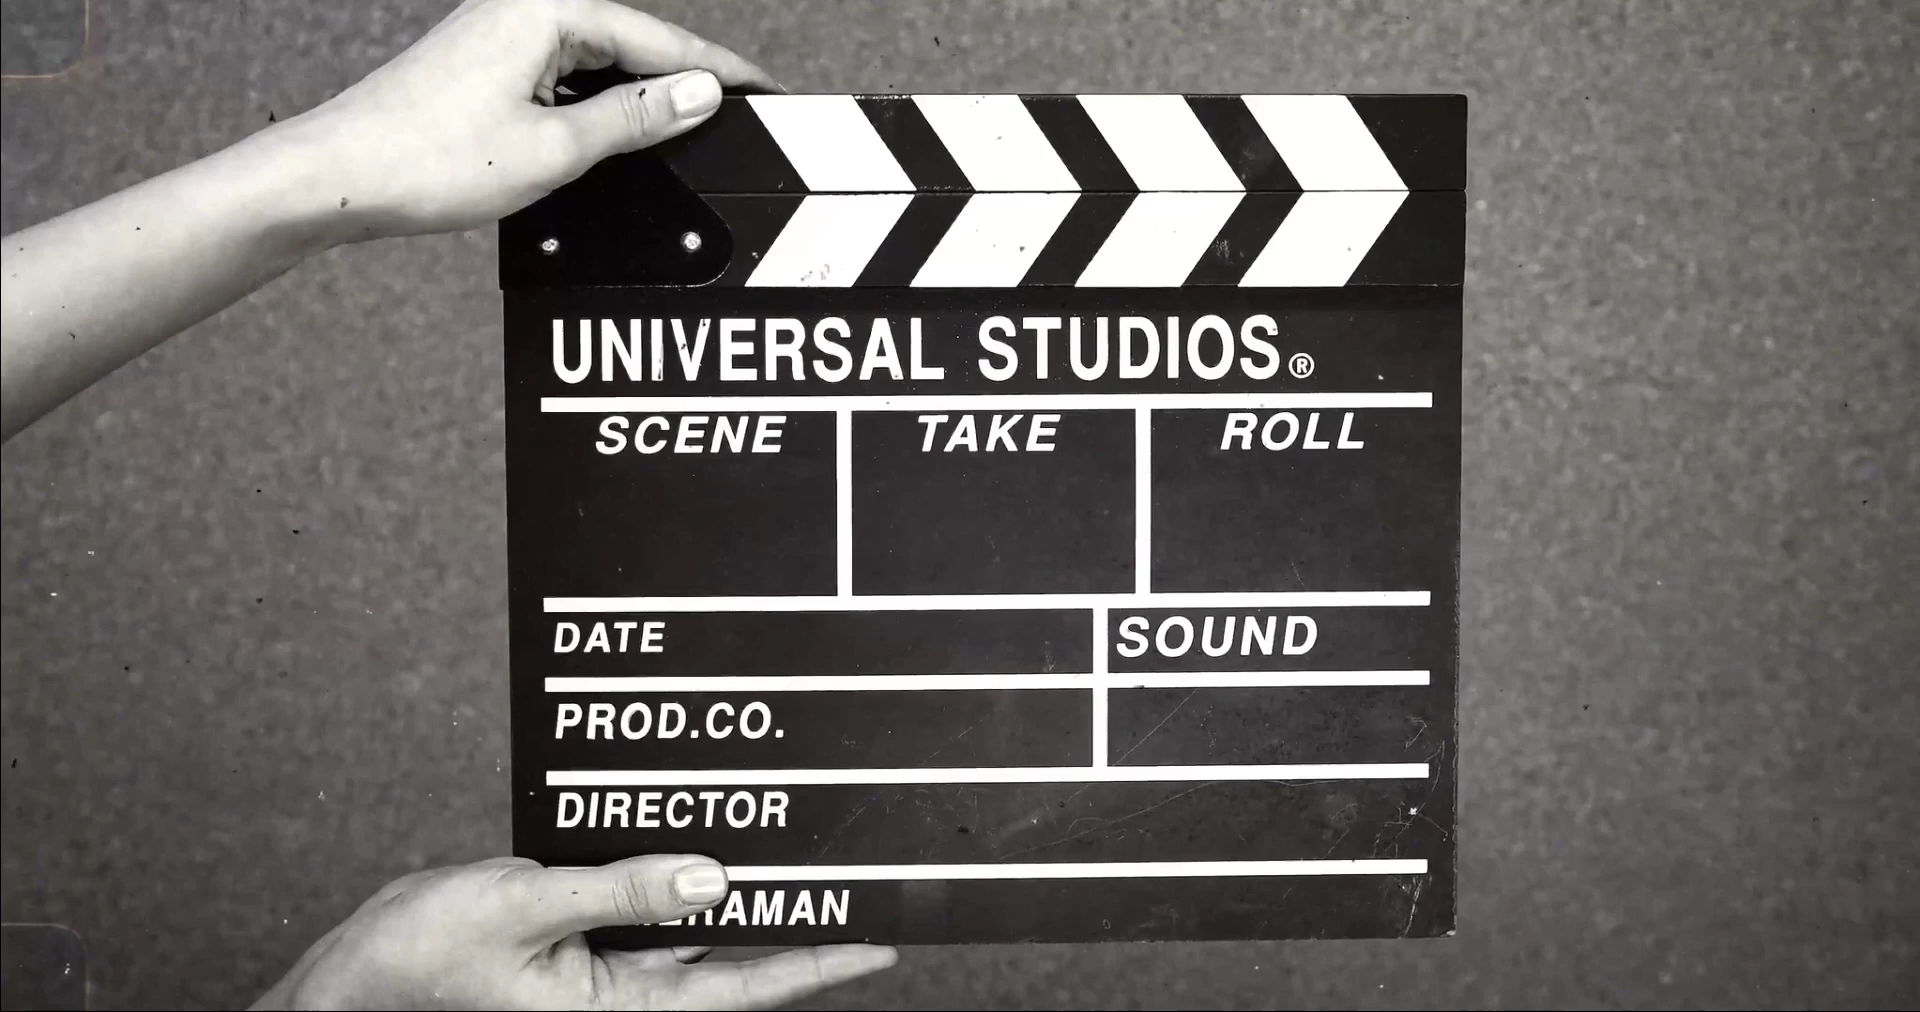 UNIVERSAL STUDIOS®
SCENE TAKE ROLL
DATE SOUND
PROD.CO.
DIRECTOR